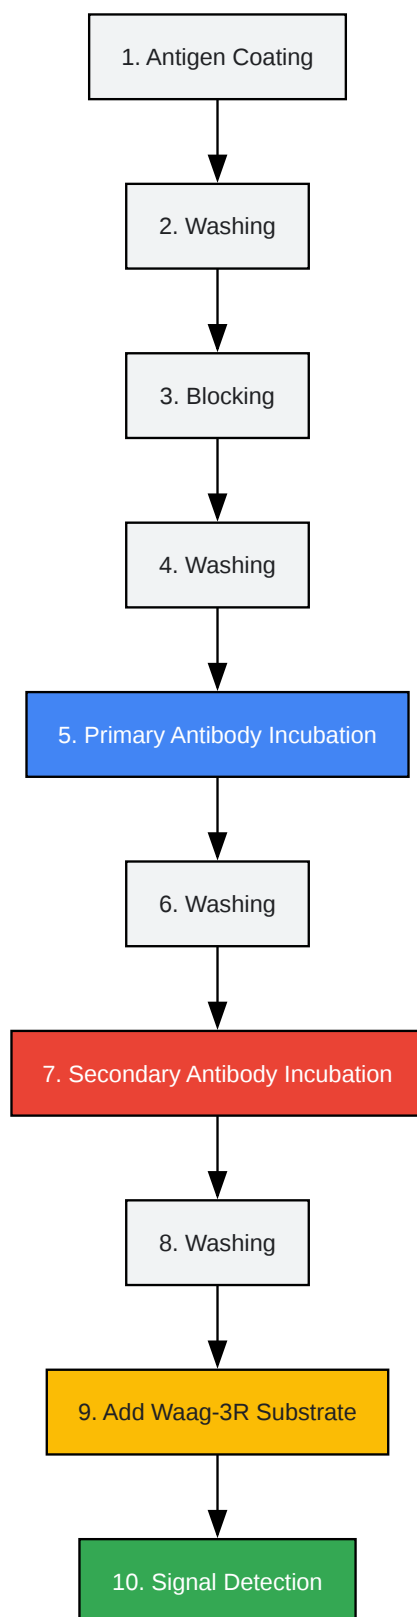 1. Antigen Coating
2. Washing
3. Blocking
4. Washing
5. Primary Antibody Incubation
6. Washing
7. Secondary Antibody Incubation
8. Washing
9. Add Waag-3R Substrate
10. Signal Detection